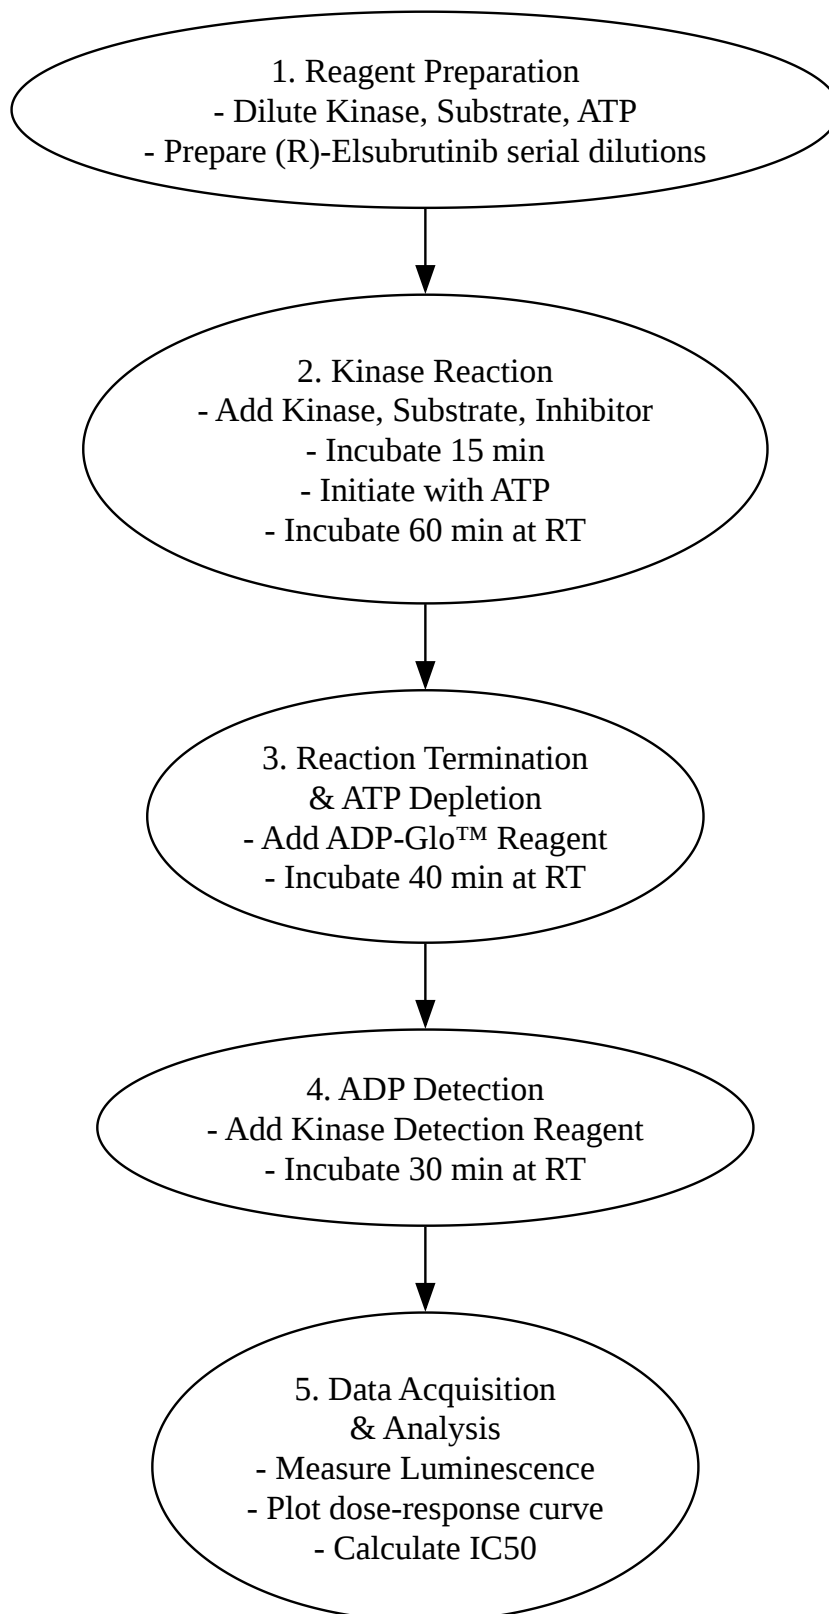 1. Reagent Preparation
- Dilute Kinase, Substrate, ATP
- Prepare (R)-Elsubrutinib serial dilutions
2. Kinase Reaction
- Add Kinase, Substrate, Inhibitor
- Incubate 15 min
- Initiate with ATP
- Incubate 60 min at RT
3. Reaction Termination
& ATP Depletion
- Add ADP-Glo™ Reagent
- Incubate 40 min at RT
4. ADP Detection
- Add Kinase Detection Reagent
- Incubate 30 min at RT
5. Data Acquisition
& Analysis
- Measure Luminescence
- Plot dose-response curve
- Calculate IC50